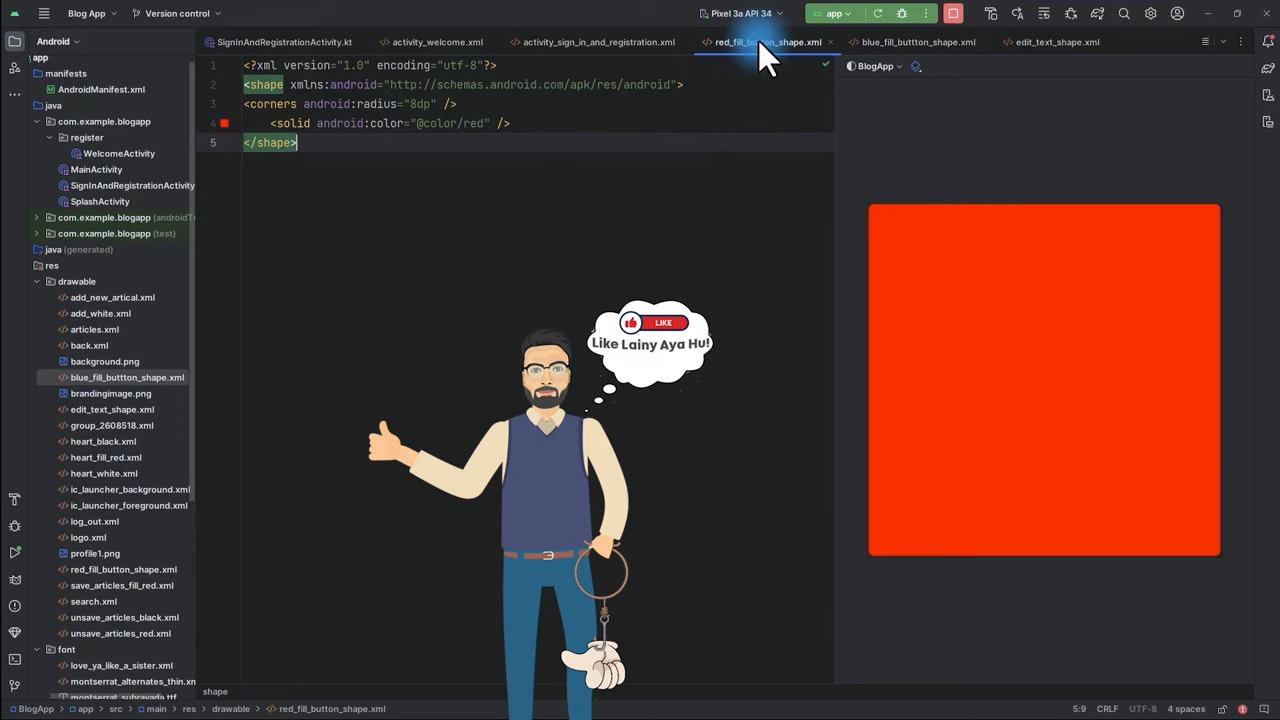 Blog App
Version control
Pixel 3a API 34
app
Android
SignInAndRegistrationActivity.kt
activity_welcome.xml
activity_sign_in_and_registration.xml
red_fill_button_shape.xml
blue_fill_buttton_shape.xml
edit_text_shape.xml
app
manifests
AndroidManifest.xml
java
com.example.blogapp
register
WelcomeActivity
MainActivity
SignInAndRegistrationActivity
SplashActivity
com.example.blogapp (androidTe
com.example.blogapp (test)
java (generated)
res
drawable
add_new_artical.xml
add_white.xml
articles.xml
back.xml
background.png
blue_fill_buttton_shape.xml
brandingimage.png
edit_text_shape.xml
group_2608518.xml
heart_black.xml
heart_fill_red.xml
heart_white.xml
ic_launcher_background.xml
ic_launcher_foreground.xml
log_out.xml
logo.xml
profile1.png
red_fill_button_shape.xml
save_articles_fill_red.xml
search.xml
unsave_articles_black.xml
unsave_articles_red.xml
font
love_ya_like_a_sister.xml
montserrat_alternates_thin.xm
montserrat_subrayada.ttf
1 <?xml version="1.0" encoding="utf-8"?>
2 <shape xmlns:android="http://schemas.android.com/apk/res/android">
3 <corners android:radius="8dp" />
4 <solid android:color="@color/red" />
5 </shape>
BlogApp
LIKE
Like Lainy Aya Hu!
shape
BlogApp > app > src > main > res > drawable > red_fill_button_shape.xml
5:9 CRLF UTF-8 4 spaces